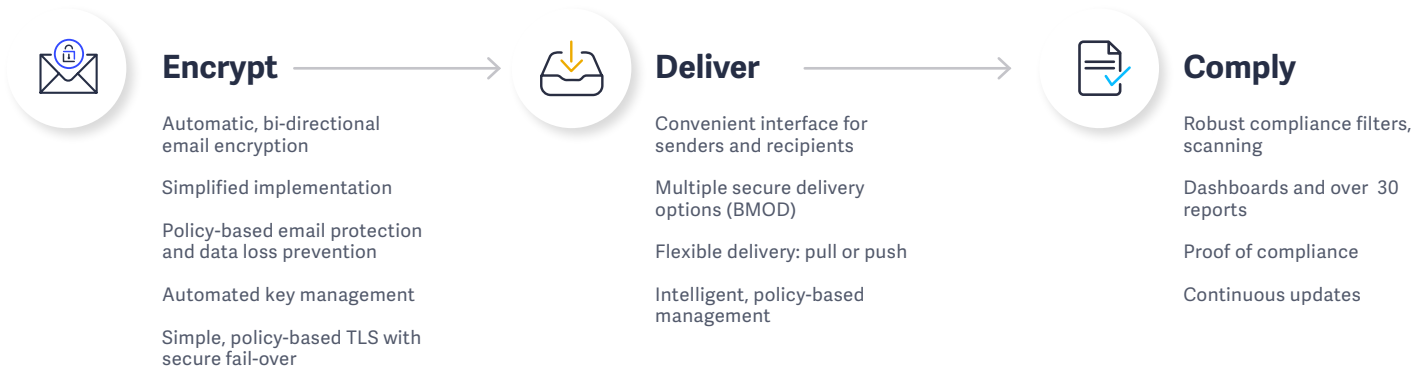 Encrypt
Automatic, bi-directional
email encryption
Simplified implementation
Policy-based email protection
and data loss prevention
Automated key management
Simple, policy-based TLS with
secure fail-over
Deliver
Convenient interface for
senders and recipients
Multiple secure delivery
options (BMOD)
Flexible delivery: pull or push
Intelligent, policy-based
management
Comply
Robust compliance filters,
scanning
Dashboards and over  30
reports
Proof of compliance
Continuous updates